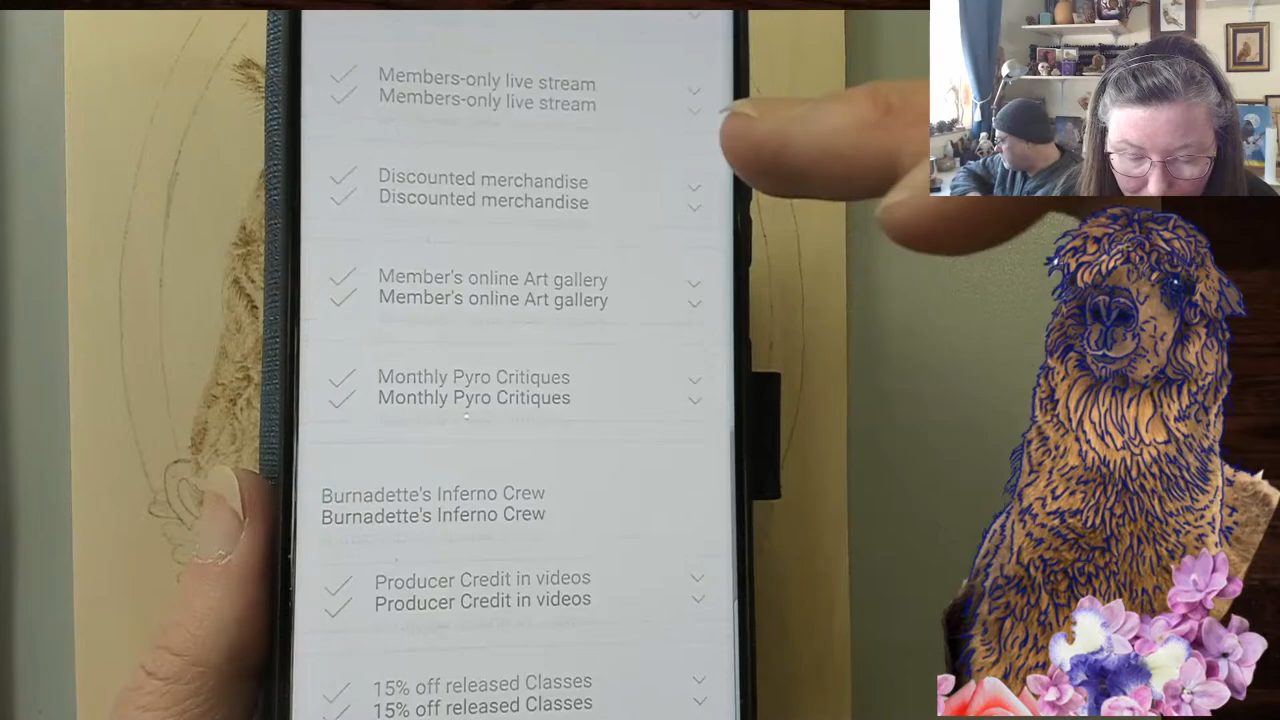 Members-only live stream
Members-only live stream
Discounted merchandise
Discounted merchandise
Member's online Art gallery
Member's online Art gallery
Monthly Pyro Critiques
Monthly Pyro Critiques
Burnadette's Inferno Crew
Burnadette's Inferno Crew
Producer Credit in videos
Producer Credit in videos
15% off released Classes
15% off released Classes